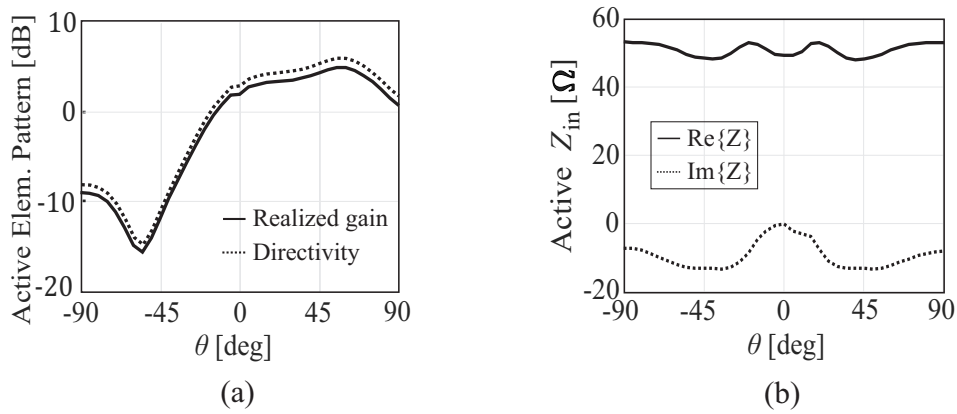 Active Elem. Pattern [dB]
10
0
-10
-20
-90
-45
0
45
90
θ [deg]
Realized gain
Directivity
(a)
Active Z_in [Ω]
60
40
20
0
-20
-90
-45
0
45
90
θ [deg]
Re{Z}
Im{Z}
(b)